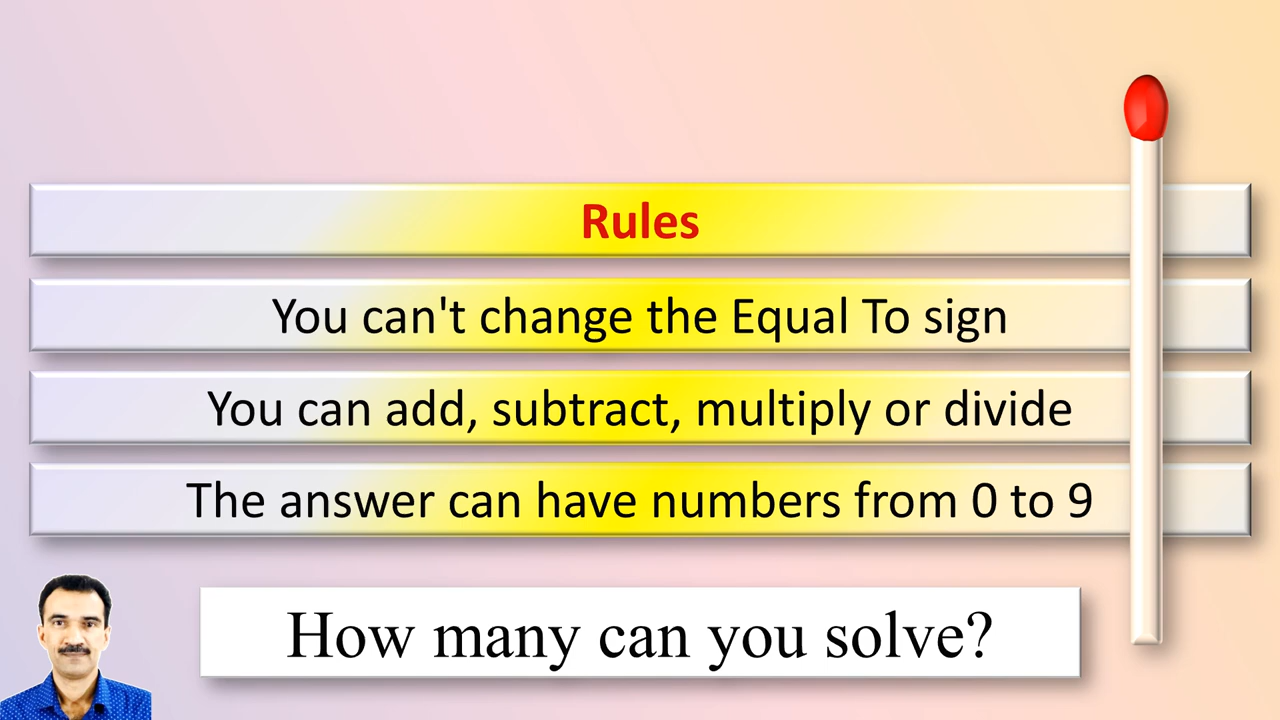 Rules
You can't change the Equal To sign
You can add, subtract, multiply or divide
The answer can have numbers from 0 to 9
How many can you solve?